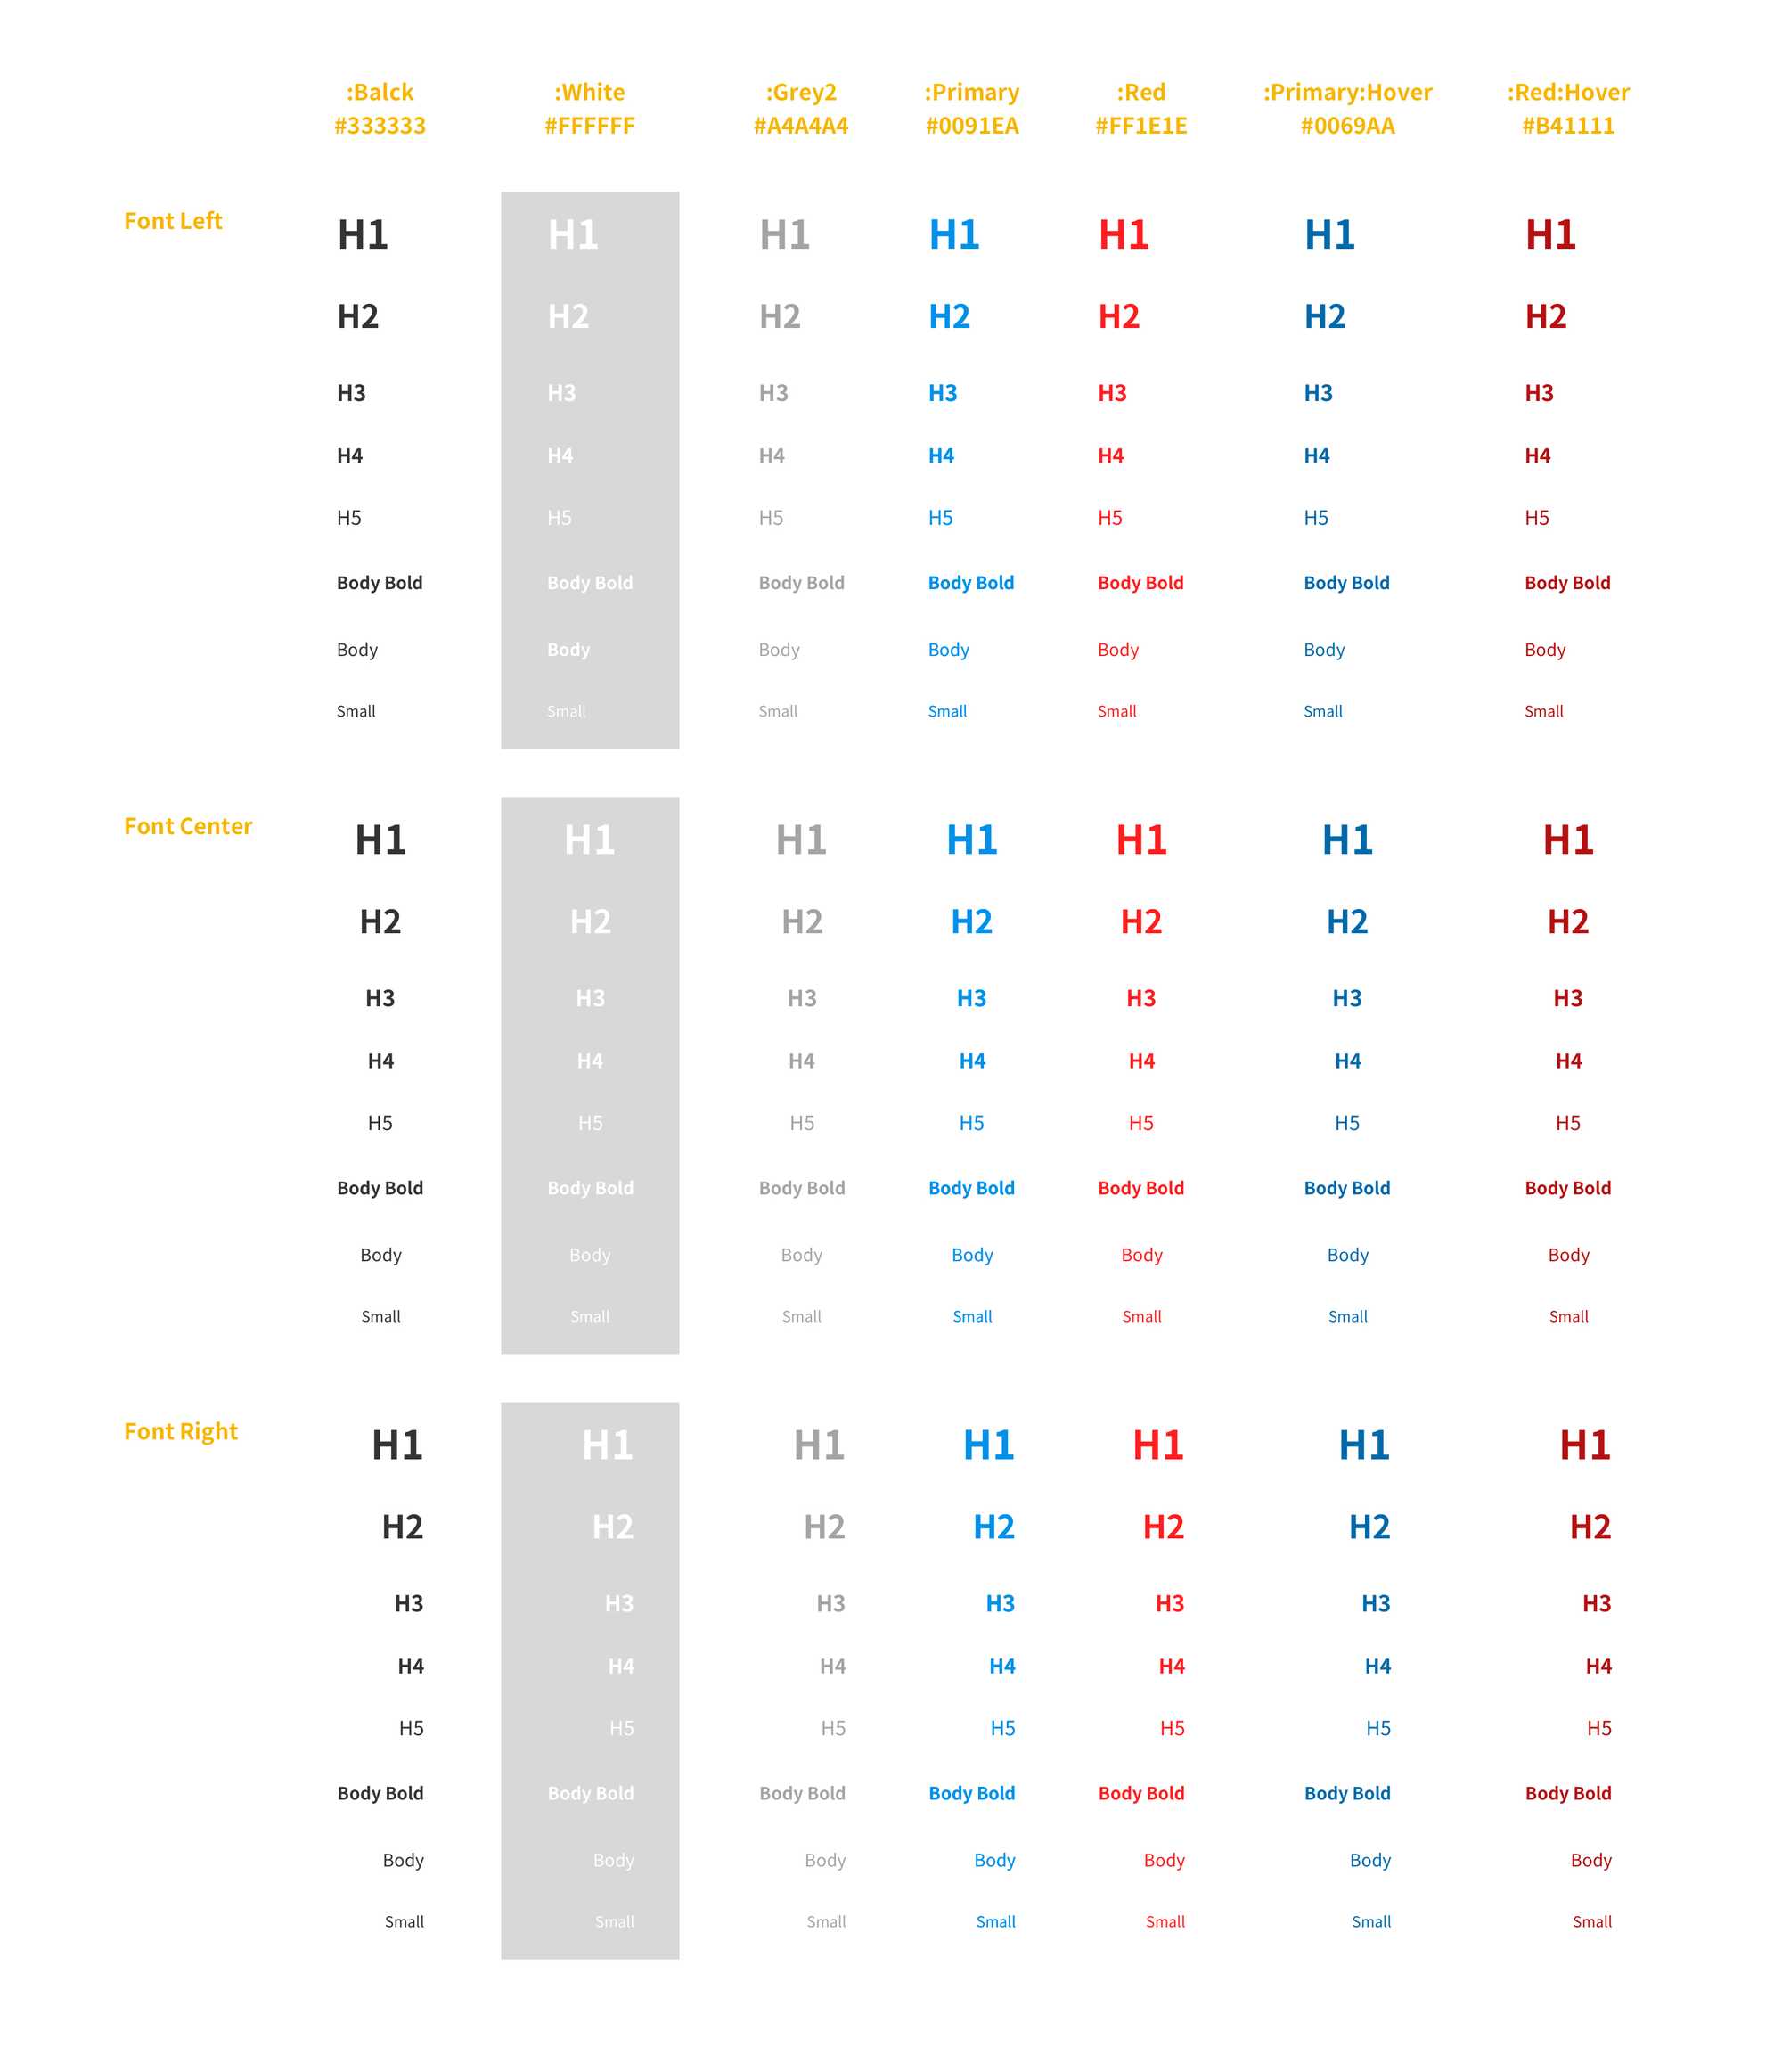 :Balck :White :Grey2 :Primary :Red :Primary:Hover :Red:Hover
#333333 #FFFFFF #A4A4A4 #0091EA #FF1E1E #0069AA #B41111
Font Left H1 H1 H1 H1 H1 H1 H1
H2 H2 H2 H2 H2 H2 H2
H3 H3 H3 H3 H3 H3 H3
H4 H4 H4 H4 H4 H4 H4
H5 H5 H5 H5 H5 H5 H5
Body Bold Body Bold Body Bold Body Bold Body Bold Body Bold Body Bold
Body Body Body Body Body Body Body
Small Small Small Small Small Small Small
Font Center H1 H1 H1 H1 H1 H1 H1
H2 H2 H2 H2 H2 H2 H2
H3 H3 H3 H3 H3 H3 H3
H4 H4 H4 H4 H4 H4 H4
H5 H5 H5 H5 H5 H5 H5
Body Bold Body Bold Body Bold Body Bold Body Bold Body Bold Body Bold
Body Body Body Body Body Body Body
Small Small Small Small Small Small Small
Font Right H1 H1 H1 H1 H1 H1 H1
H2 H2 H2 H2 H2 H2 H2
H3 H3 H3 H3 H3 H3 H3
H4 H4 H4 H4 H4 H4 H4
H5 H5 H5 H5 H5 H5 H5
Body Bold Body Bold Body Bold Body Bold Body Bold Body Bold Body Bold
Body Body Body Body Body Body Body
Small Small Small Small Small Small Small